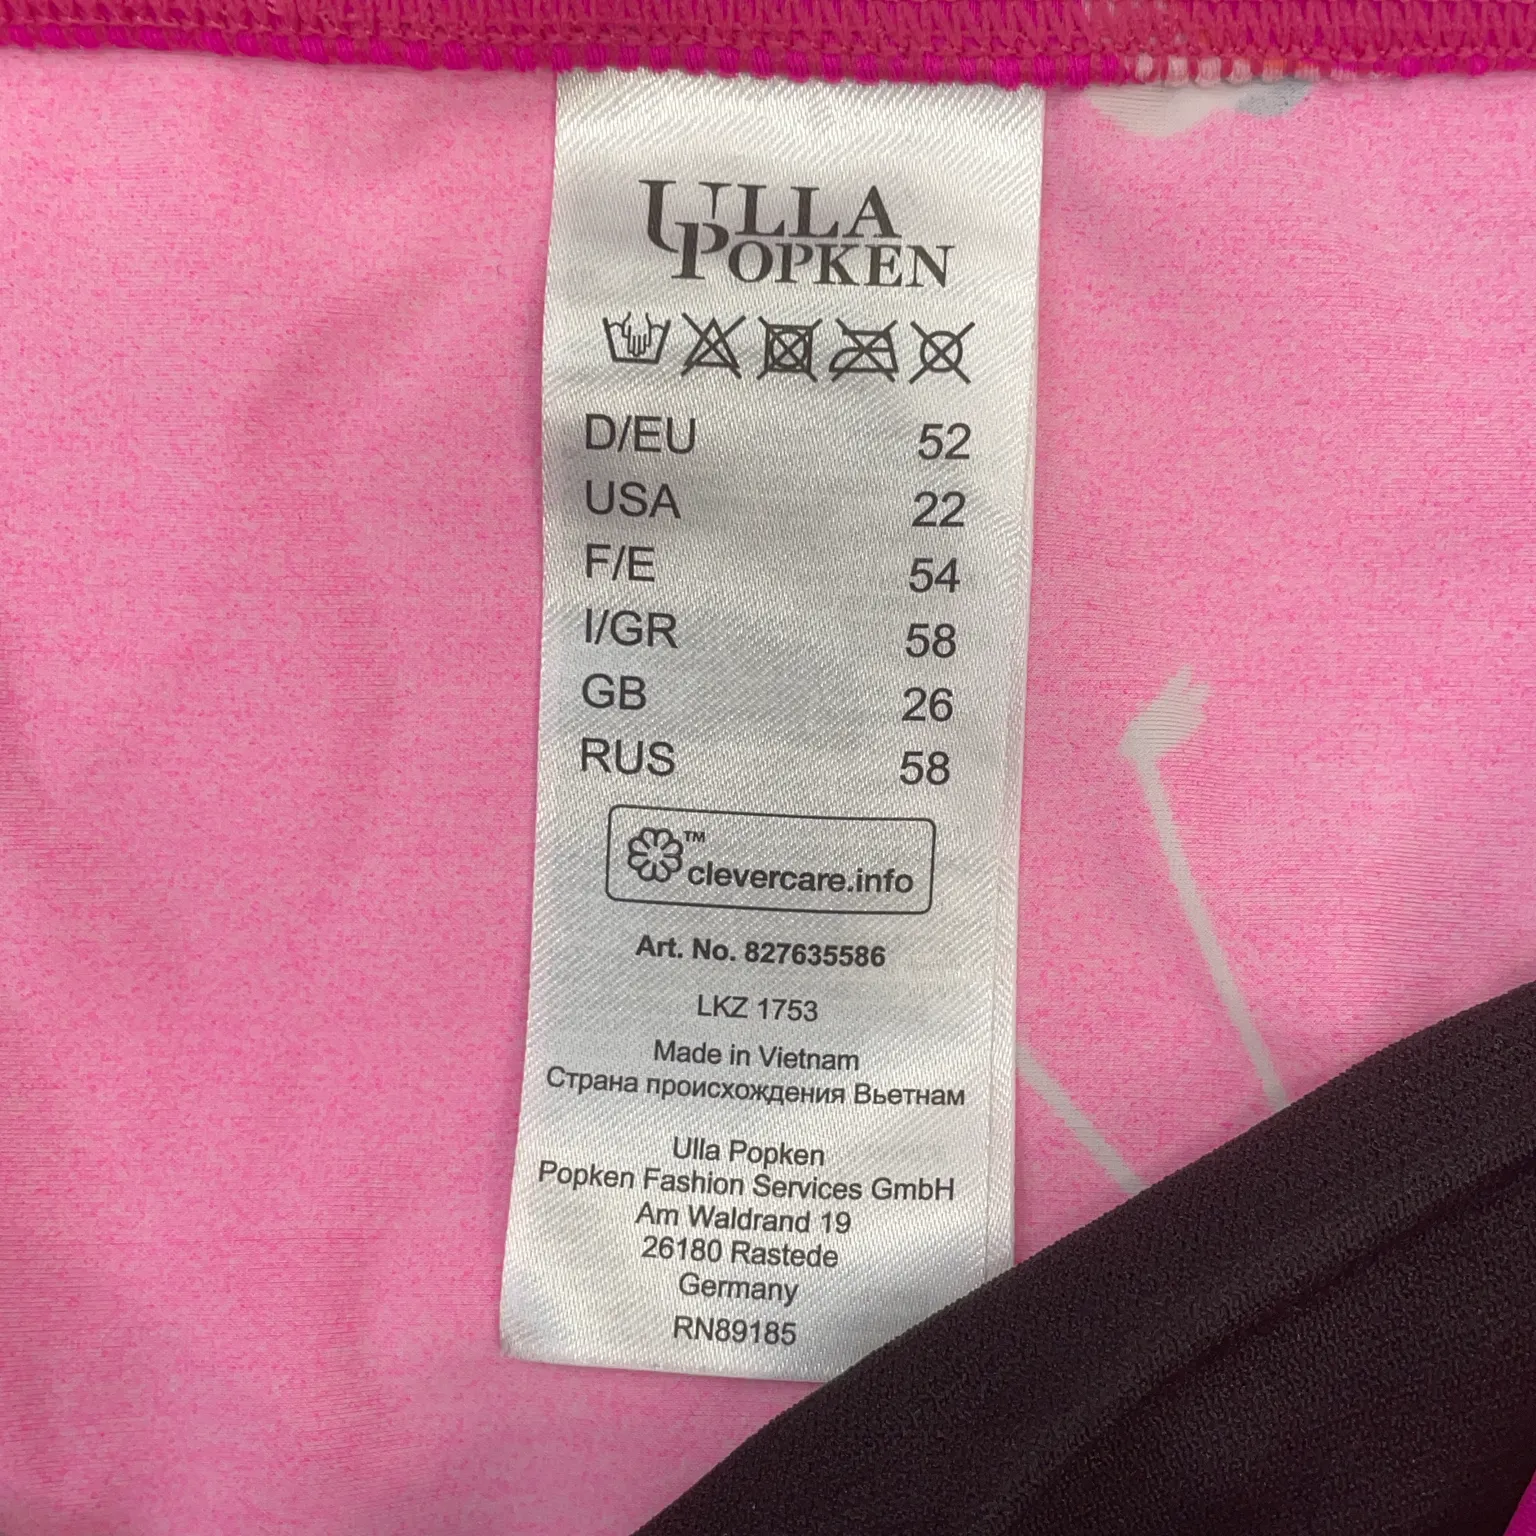 ULLA
POPKEN
D/EU 52
USA 22
F/E 54
I/GR 58
GB 26
RUS 58
™
clevercare.info
Art. No. 827635586
LKZ 1753
Made in Vietnam
Страна происхождения Вьетнам
Ulla Popken
Popken Fashion Services GmbH
Am Waldrand 19
26180 Rastede
Germany
RN89185